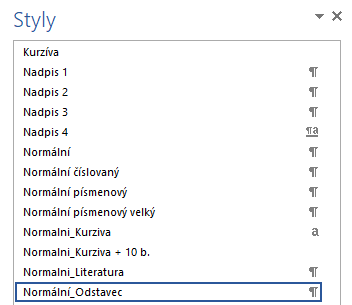 Styly
Kurzíva
Nadpis 1 ¶
Nadpis 2 ¶
Nadpis 3 ¶
Nadpis 4 ¶a
Normální ¶
Normální číslovaný ¶
Normální písmenový ¶
Normální písmenový velký ¶
Normalni_Kurziva a
Normalni_Kurziva + 10 b.
Normalni_Literatura ¶
Normální_Odstavec ¶